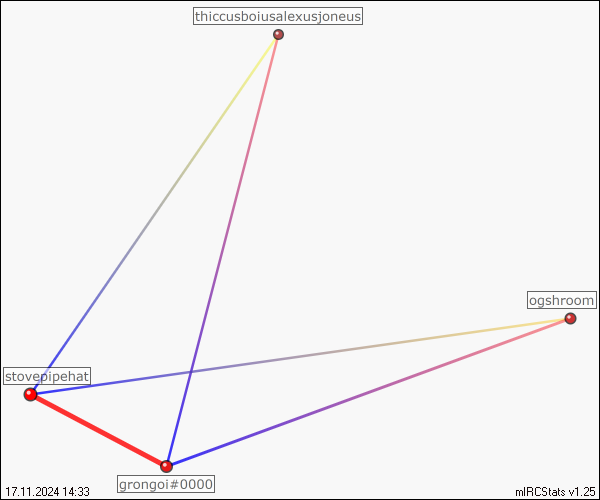 thiccusboiusalexusjoneus
ogshroom
stovepipehat
grongoi#0000
17.11.2024 14:33
mIRCStats v1.25